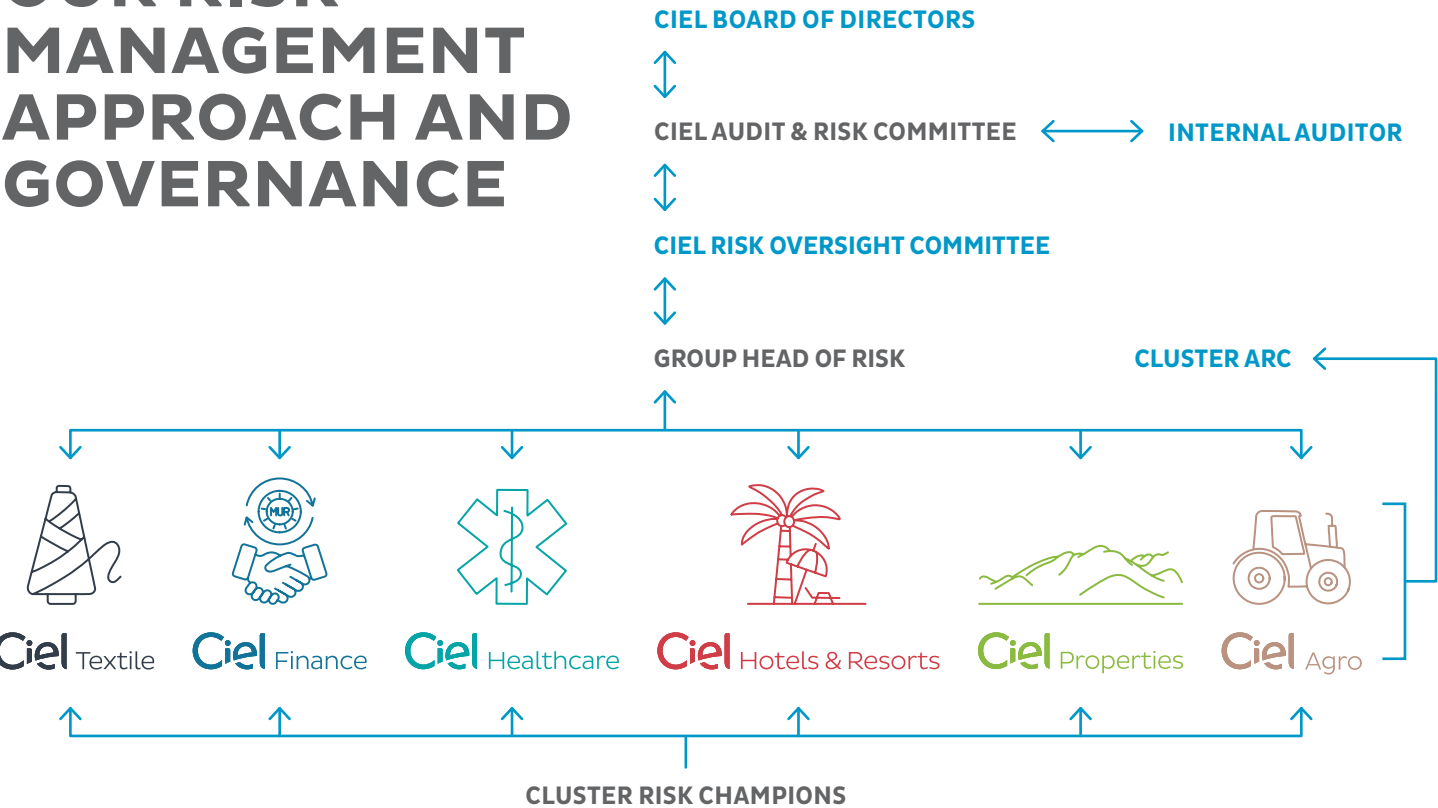 OUR RISK
MANAGEMENT
APPROACH AND
GOVERNANCE
CIEL BOARD OF DIRECTORS
CIEL AUDIT & RISK COMMITTEE
INTERNAL AUDITOR
CIEL RISK OVERSIGHT COMMITTEE
GROUP HEAD OF RISK
CLUSTER ARC
MUR
Ciel Textile
Ciel Finance
Ciel Healthcare
Ciel Hotels & Resorts
Ciel Properties
Ciel Agro
CLUSTER RISK CHAMPIONS